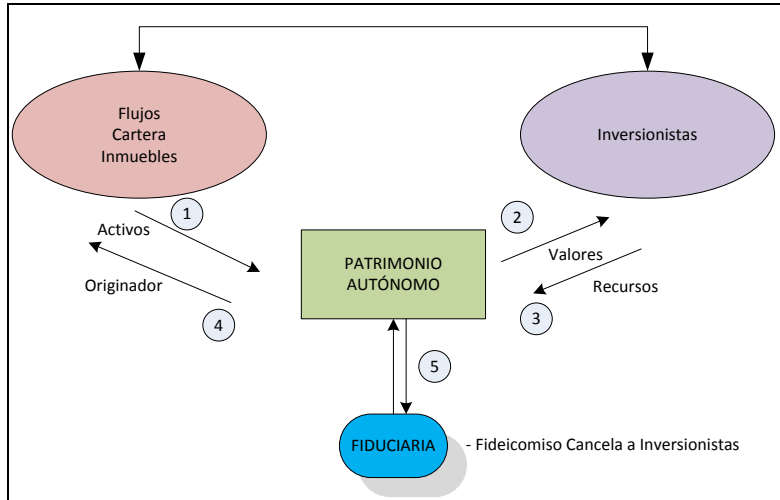 Flujos
Cartera
Inmuebles
Inversionistas
1
Activos
2
Valores
PATRIMONIO
AUTÓNOMO
Originador
Recursos
4
3
5
FIDUCIARIA
- Fideicomiso Cancela a Inversionistas